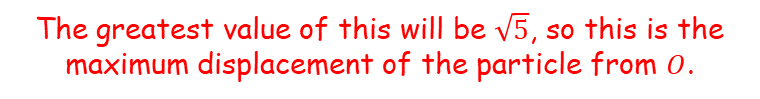 The greatest value of this will be √5, so this is the
maximum displacement of the particle from O.